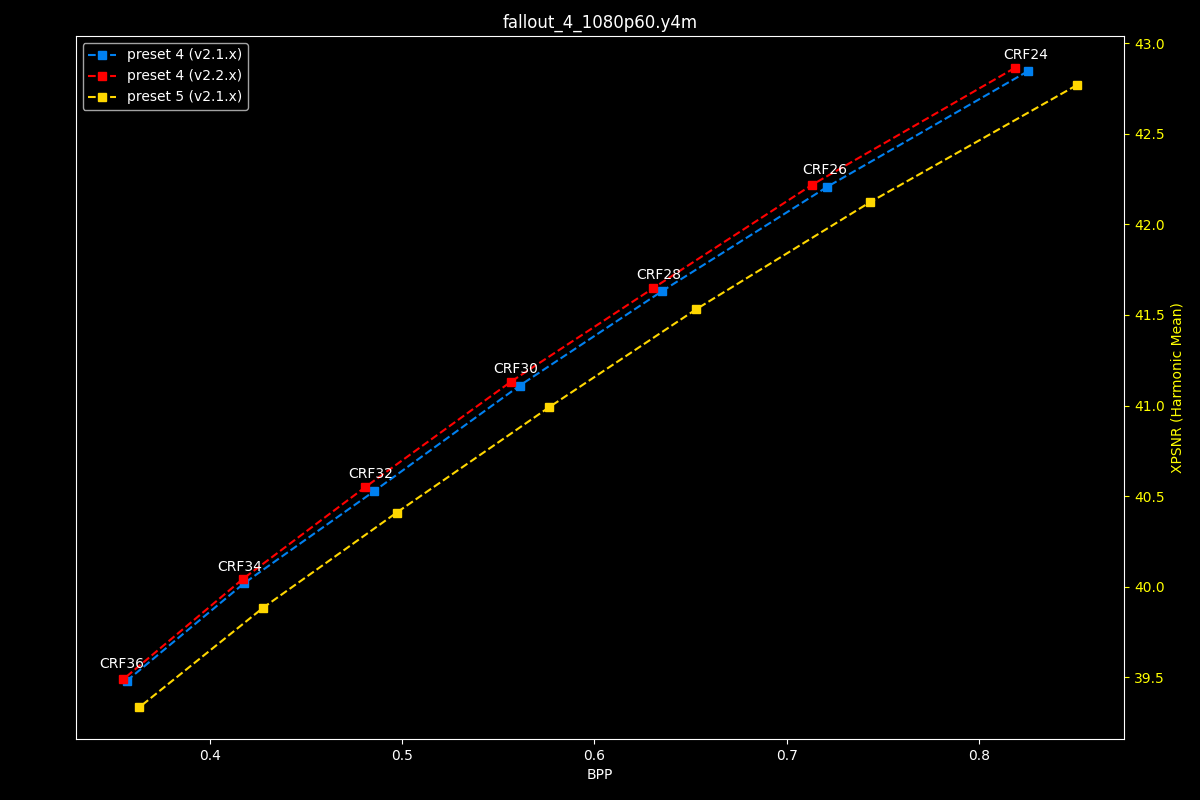 fallout_4_1080p60.y4m
preset 4 (v2.1.x)
preset 4 (v2.2.x)
preset 5 (v2.1.x)
CRF24
CRF26
CRF28
CRF30
CRF32
CRF34
CRF36
43.0
42.5
42.0
41.5
41.0
40.5
40.0
39.5
XPSNR (Harmonic Mean)
0.4 0.5 0.6 0.7 0.8
BPP